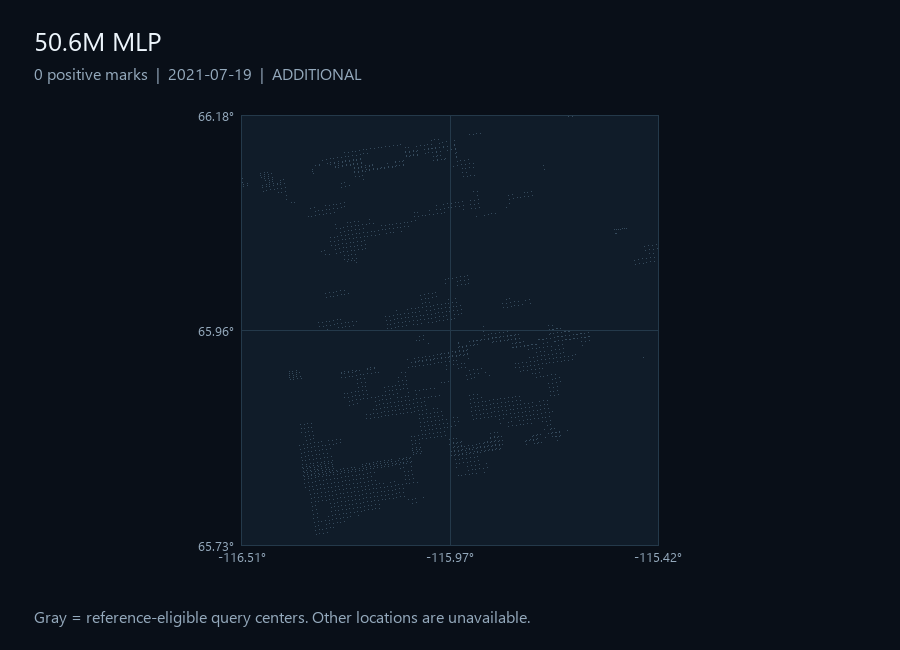 50.6M MLP
0 positive marks | 2021-07-19 | ADDITIONAL
66.18°
65.96°
65.73°
-116.51°
-115.97°
-115.42°
Gray = reference-eligible query centers. Other locations are unavailable.